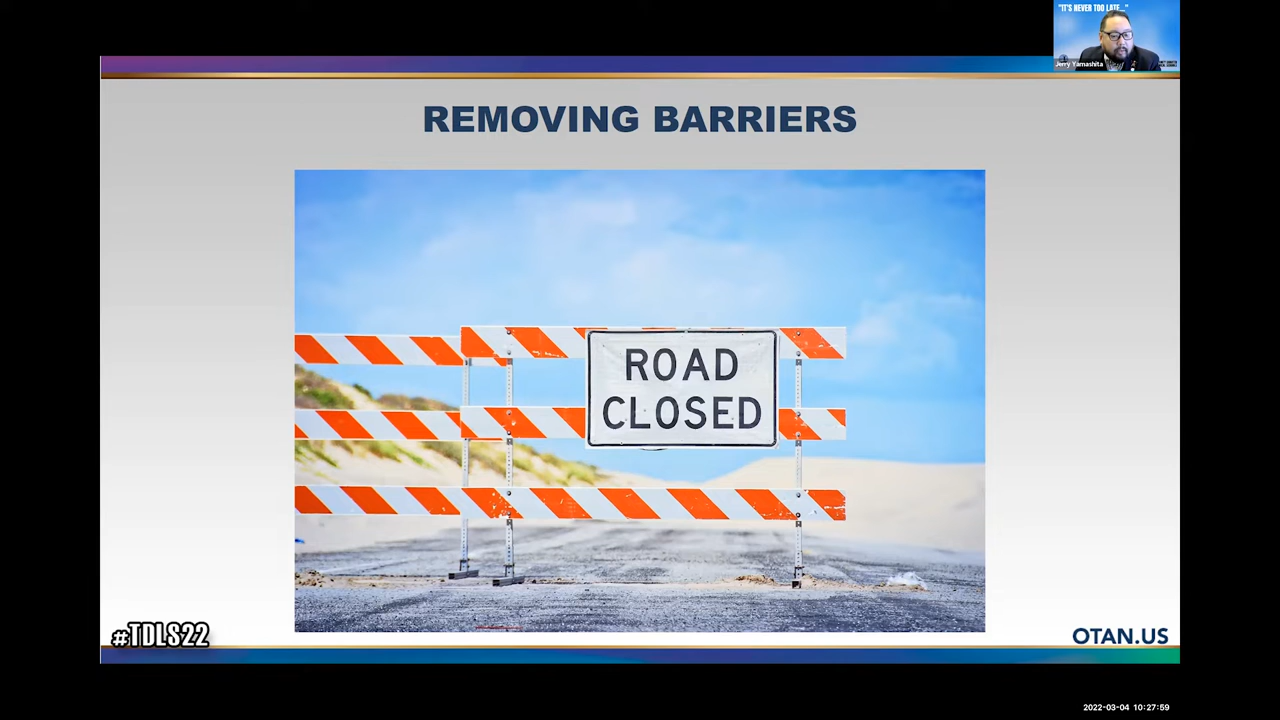 "IT'S NEVER TOO LATE..."
Jerry Yamashita
REMOVING BARRIERS
ROAD
CLOSED
#TDLS22
OTAN.US
2022-03-04 10:27:59